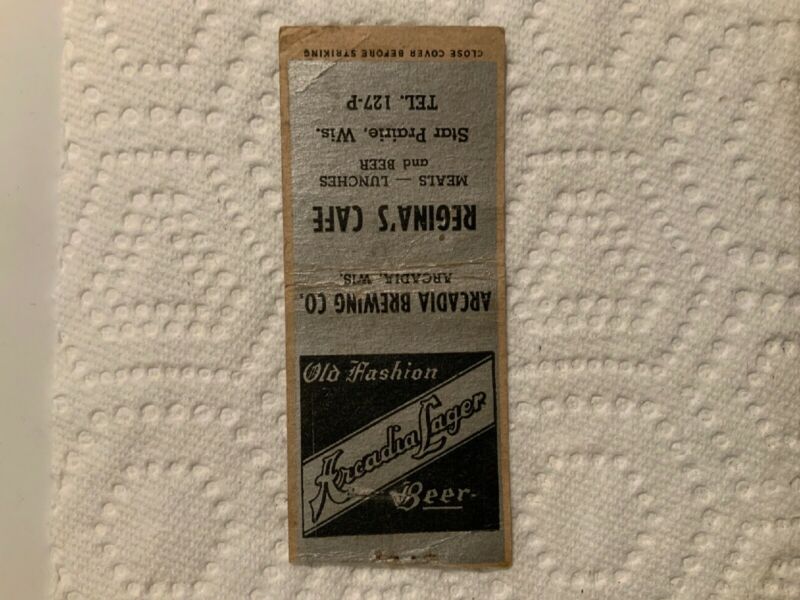 Old Fashion
Arcadia Lager
Beer
ARCADIA BREWING CO.
ARCADIA, WIS.
REGINA'S CAFE
MEALS — LUNCHES
and BEER
Star Prairie, Wis.
TEL. 127-P
CLOSE COVER BEFORE STRIKING